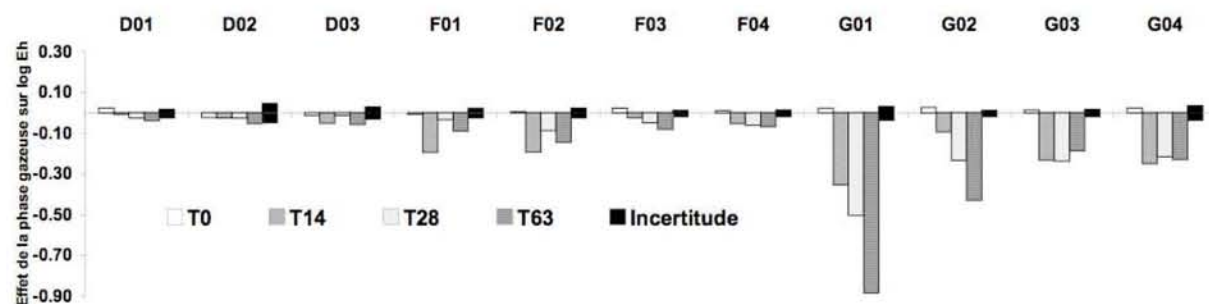 D01 D02 D03 F01 F02 F03 F04 G01 G02 G03 G04
Effet de la phase gazeuse sur log Eh
0.30
0.10
-0.10
-0.30
-0.50
-0.70
-0.90
T0 T14 T28 T63 Incertitude